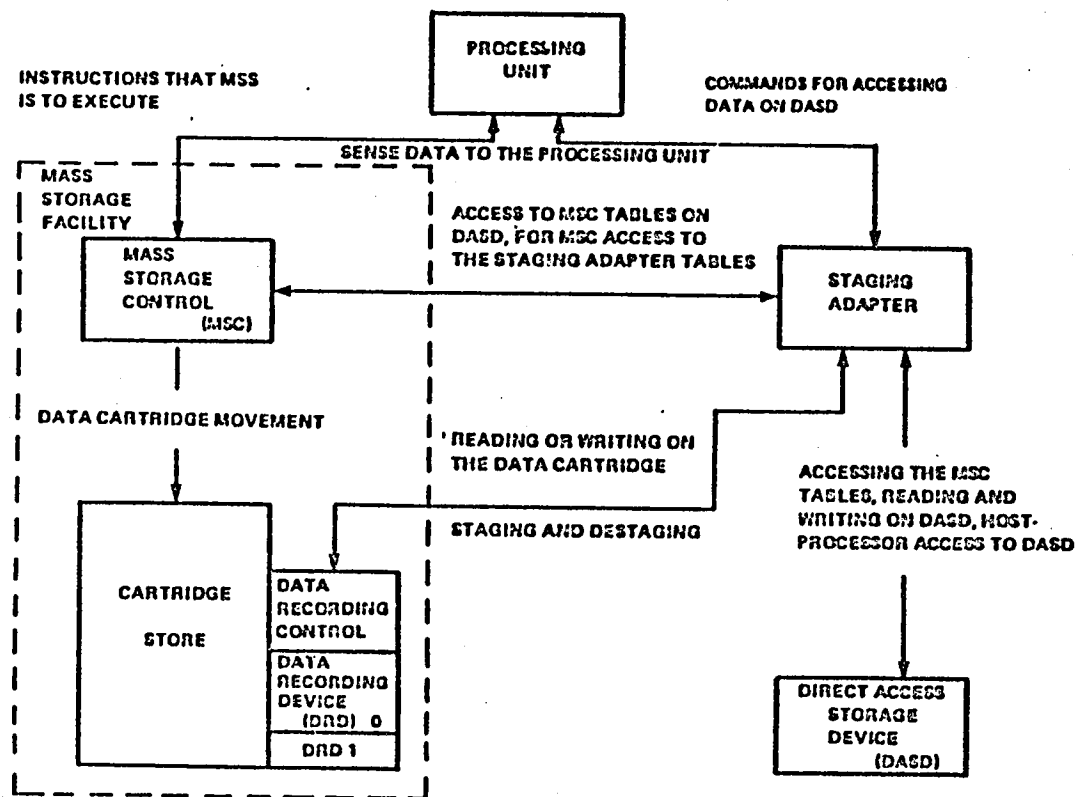 PROCESSING
UNIT
INSTRUCTIONS THAT MSS
IS TO EXECUTE
COMMANDS FOR ACCESSING
DATA ON DASD
SENSE DATA TO THE PROCESSING UNIT
MASS
STORAGE
FACILITY
MASS
STORAGE
CONTROL
(MSC)
ACCESS TO MSC TABLES ON
DASD, FOR MSC ACCESS TO
THE STAGING ADAPTER TABLES
STAGING
ADAPTER
DATA CARTRIDGE MOVEMENT
READING OR WRITING ON
THE DATA CARTRIDGE
ACCESSING THE MSC
TABLES, READING AND
WRITING ON DASD, HOST-
PROCESSOR ACCESS TO DASD
STAGING AND DESTAGING
CARTRIDGE
STORE
DATA
RECORDING
CONTROL
DATA
RECORDING
DEVICE
(DRD) 0
DRD 1
DIRECT ACCESS
STORAGE
DEVICE
(DASD)